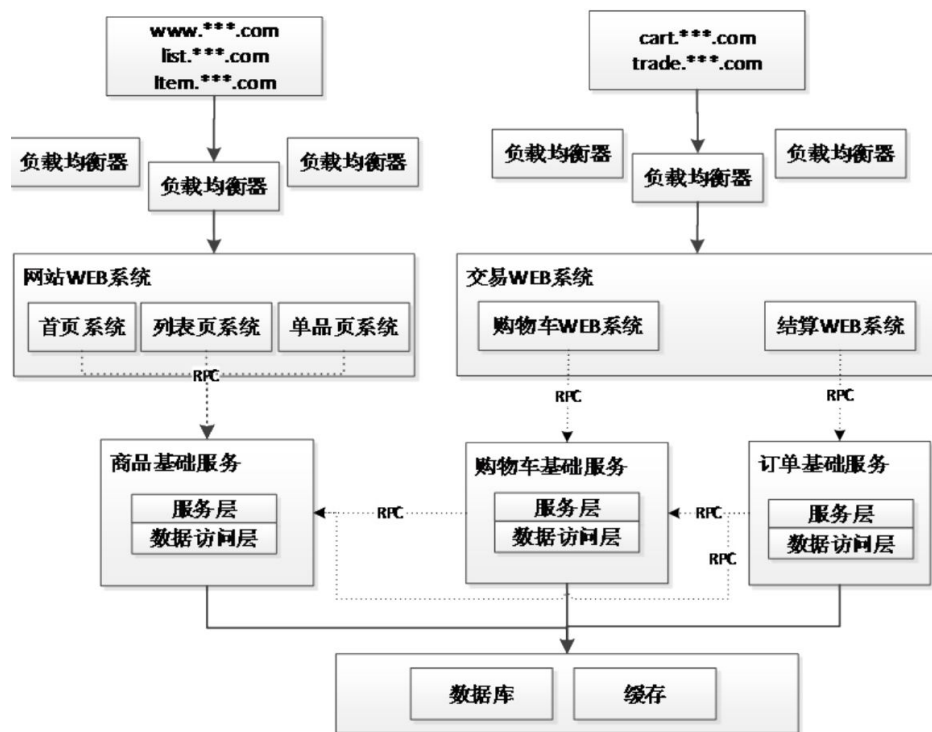 www.***.com
list.***.com
Item.***.com
cart.***.com
trade.***.com
负载均衡器
负载均衡器
负载均衡器
负载均衡器
负载均衡器
负载均衡器
网站WEB系统
首页系统
列表页系统
单品页系统
交易WEB系统
购物车WEB系统
结算WEB系统
RPC
RPC
RPC
商品基础服务
服务层
数据访问层
购物车基础服务
服务层
数据访问层
订单基础服务
服务层
数据访问层
RPC
RPC
RPC
数据库
缓存